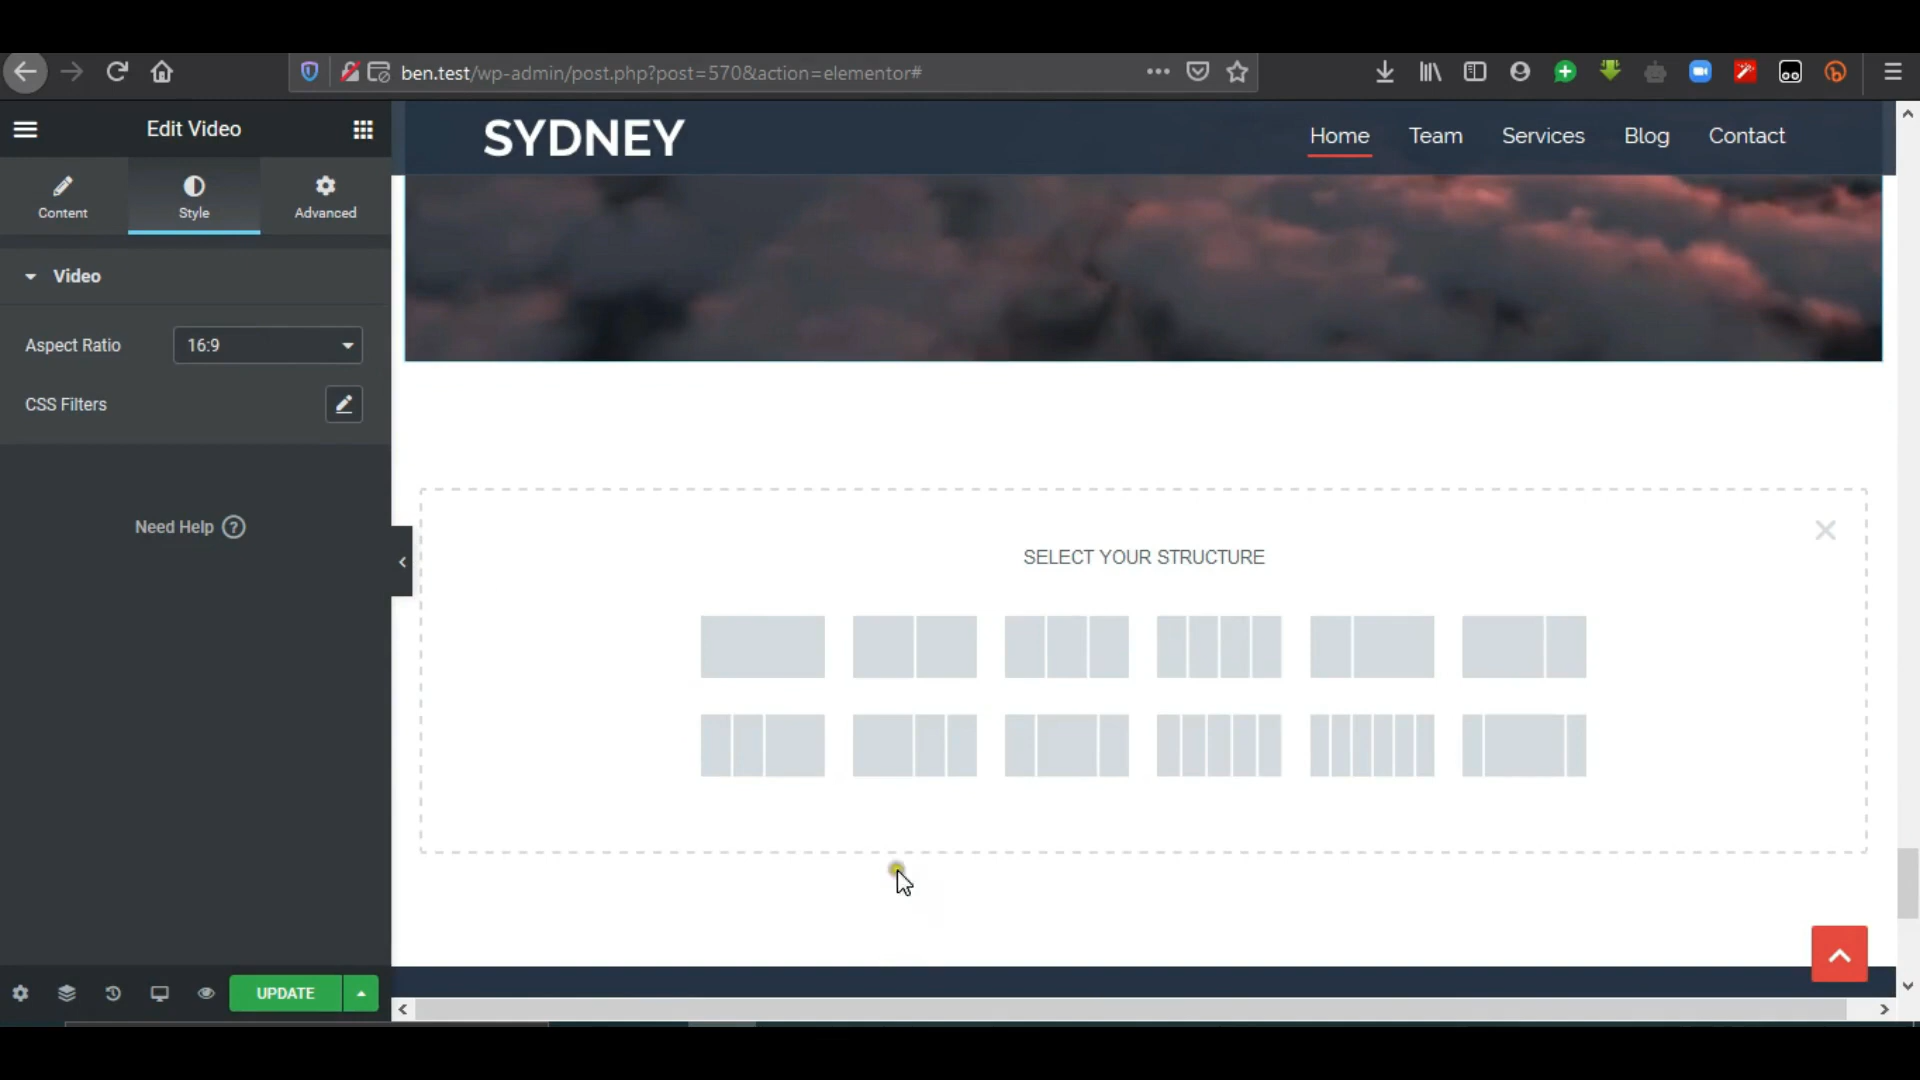 ben.test/wp-admin/post.php?post=570&action=elementor#
Edit Video
SYDNEY
Home
Team
Services
Blog
Contact
Content
Style
Advanced
Video
Aspect Ratio
16:9
CSS Filters
Need Help ?
SELECT YOUR STRUCTURE
UPDATE